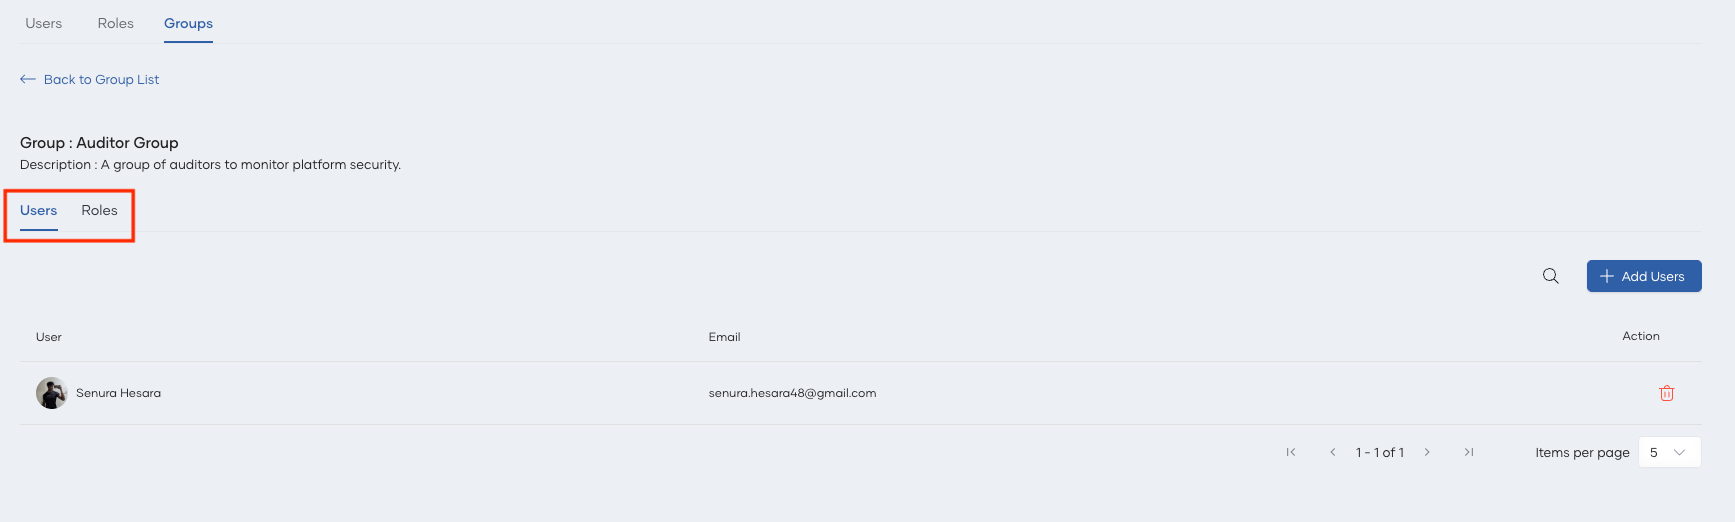 Users Roles Groups
Back to Group List
Group : Auditor Group
Description : A group of auditors to monitor platform security.
Users Roles
Add Users
User Email Action
Senura Hesara senura.hesara48@gmail.com
1 - 1 of 1 Items per page 5